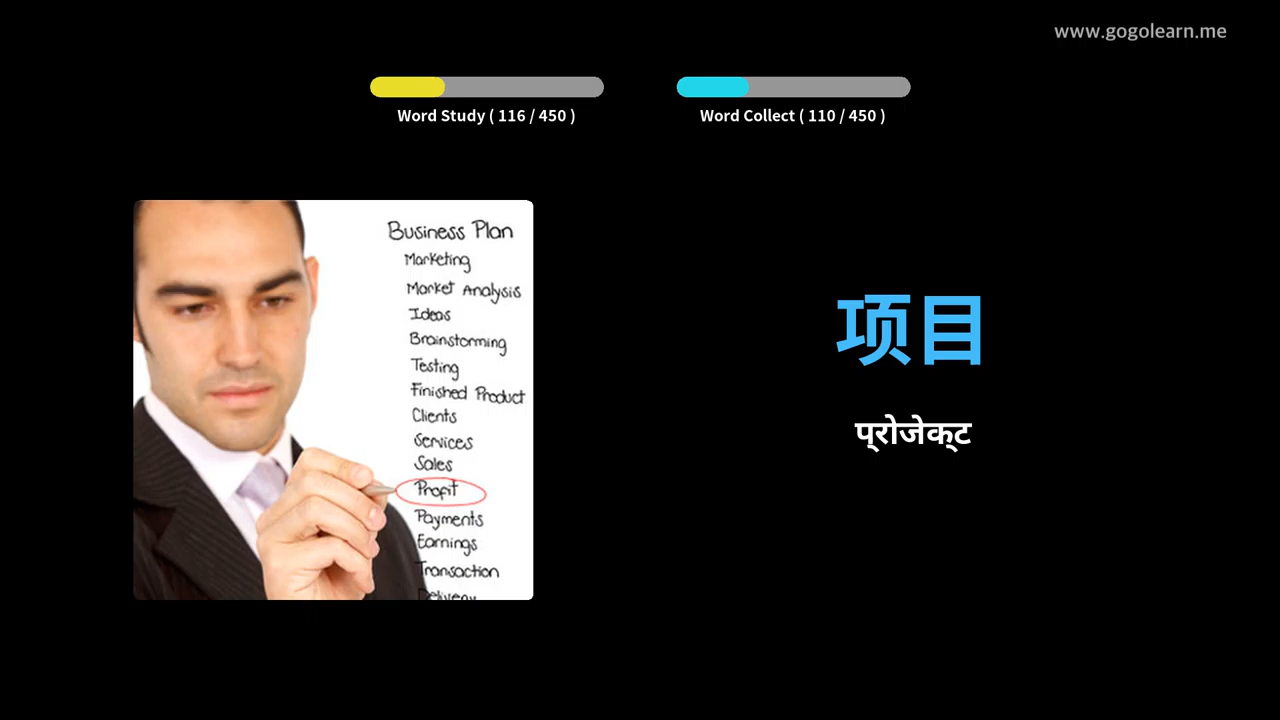 www.gogolearn.me
Word Study ( 116 / 450 )
Word Collect ( 110 / 450 )
Business Plan
Marketing
Market Analysis
Ideas
Brainstorming
Testing
Finished Product
Clients
Services
Sales
Profit
Payments
Earnings
Transaction
Delivery
项目
प्रोजेक्ट